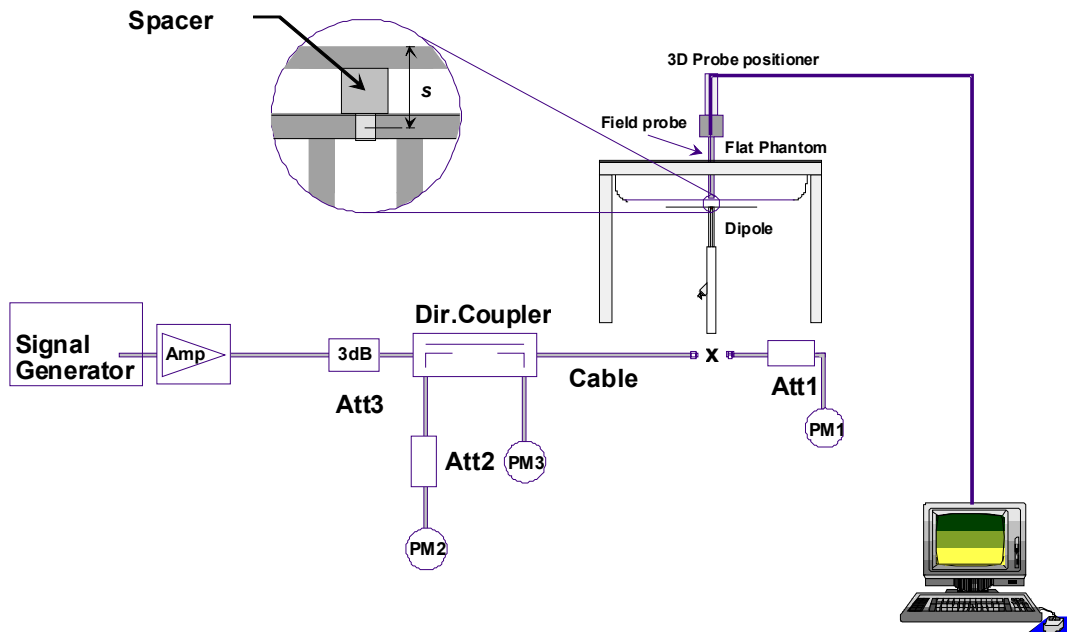 Spacer
s
3D Probe positioner
Field probe
Flat Phantom
Dipole
Dir.Coupler
Signal
Generator
Amp
3dB
Att3
Cable
x
Att1
PM1
Att2
PM3
PM2